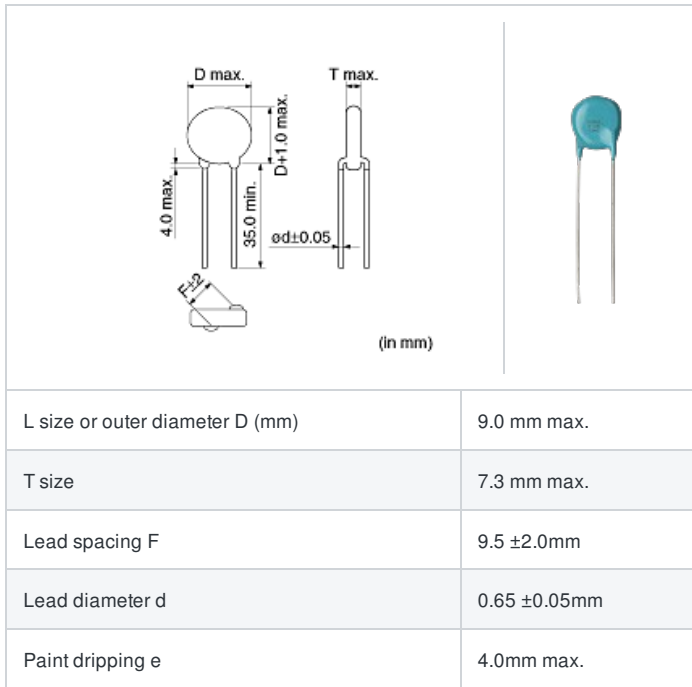 D max.
T max.
D+1.0 max.
4.0 max.
35.0 min.
ød±0.05
F±2
(in mm)
L size or outer diameter D (mm) 9.0 mm max.
T size 7.3 mm max.
Lead spacing F 9.5 ±2.0mm
Lead diameter d 0.65 ±0.05mm
Paint dripping e 4.0mm max.